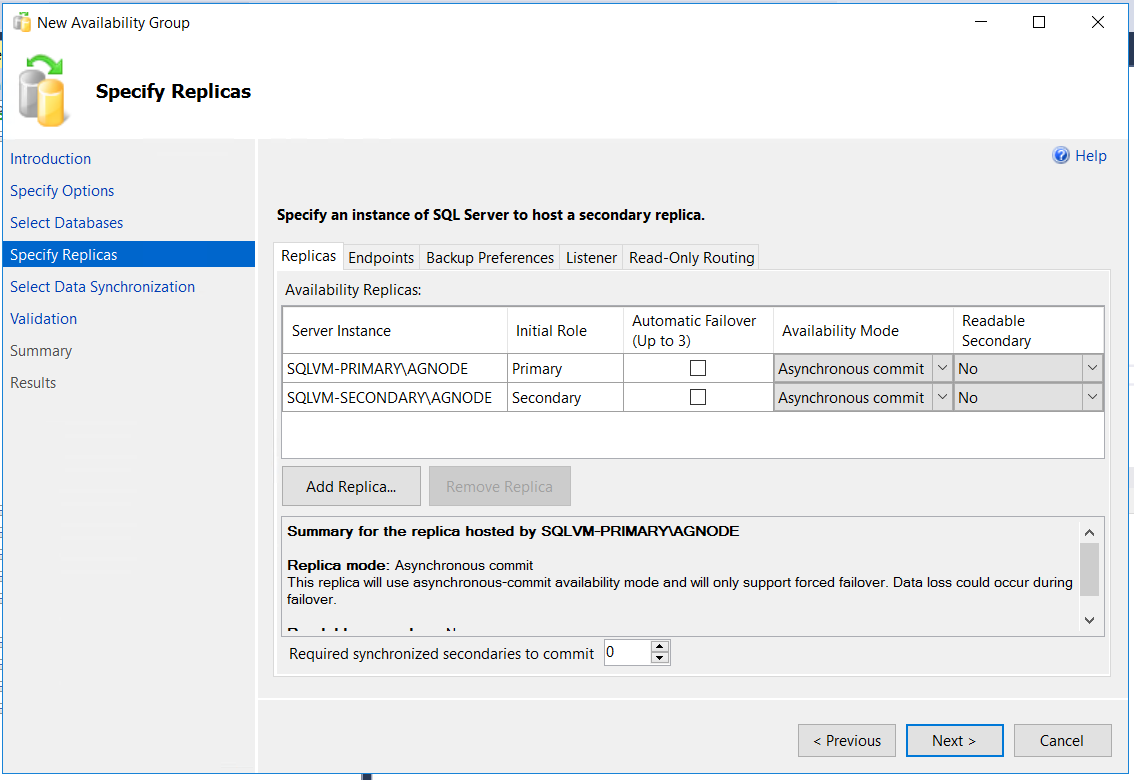 New Availability Group
Specify Replicas
Introduction
Specify Options
Select Databases
Specify Replicas
Select Data Synchronization
Validation
Summary
Results
Help
Specify an instance of SQL Server to host a secondary replica.
Replicas Endpoints Backup Preferences Listener Read-Only Routing
Availability Replicas:
Server Instance Initial Role Automatic Failover (Up to 3) Availability Mode Readable Secondary
SQLVM-PRIMARY\AGNODE Primary Asynchronous commit No
SQLVM-SECONDARY\AGNODE Secondary Asynchronous commit No
Add Replica... Remove Replica
Summary for the replica hosted by SQLVM-PRIMARY\AGNODE
Replica mode: Asynchronous commit
This replica will use asynchronous-commit availability mode and will only support forced failover. Data loss could occur during
failover.
Required synchronized secondaries to commit 0
< Previous Next > Cancel